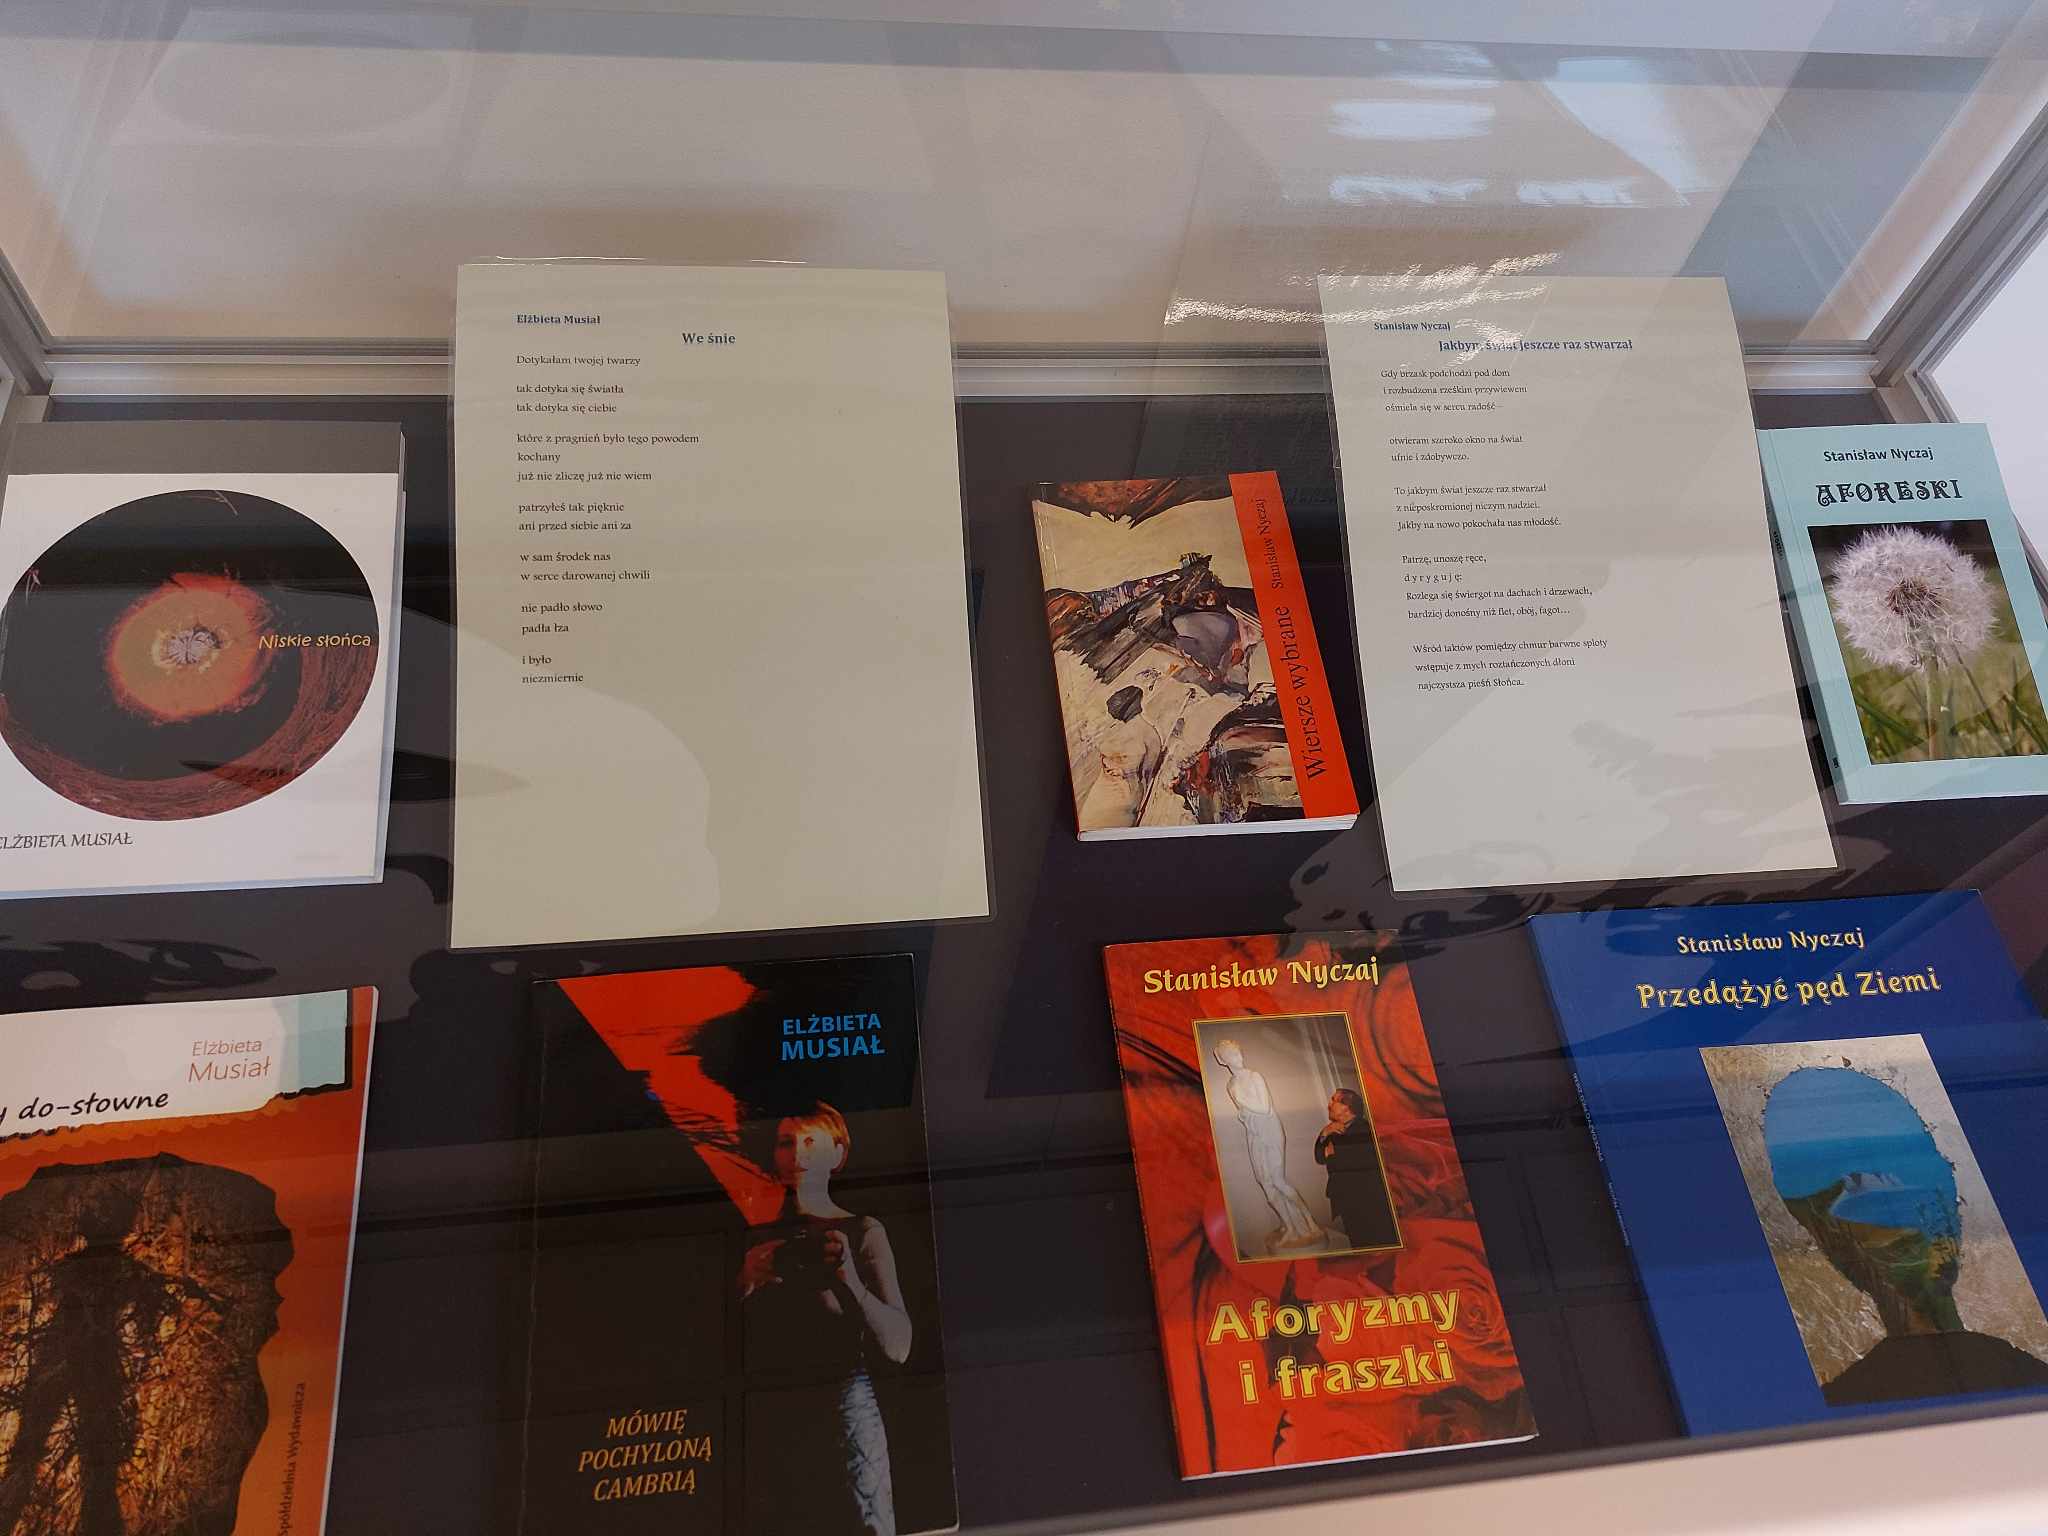 Elżbieta Musiał
We śnie
Dotykałam twojej twarzy
tak dotyka się światła
tak dotyka się ciebie
które z pragnień było tego powodem
kochany
już nie zliczę już nie wiem
patrzyłeś tak pięknie
ani przed siebie ani za
w sam środek nas
w serce darowanej chwili
nie padło słowo
padła łza
i było
niezmiernie
Stanisław Nyczaj
Jakbym świat jeszcze raz stwarzał
Gdy brzask podchodzi pod dom
i rozbudzona rześkim przywiewem
ośmiela się w sercu radość –
otwieram szeroko okno na świat
ufnie i zdobywczo.
To jakbym świat jeszcze raz stwarzał
z nieposkromionej niczym nadziei.
Jakby na nowo pokochała nas młodość.
Patrzę, unoszę ręce,
d y r y g u j ę:
Rozlega się świergot na dachach i drzewach,
bardziej donośny niż flet, obój, fagot...
Wśród taktów pomiędzy chmur barwne sploty
wstępuje z mych roztańczonych dłoni
najczystsza pieśń Słońca.
Niskie słońca
ELŻBIETA MUSIAŁ
Wiersze wybrane Stanisław Nyczaj
Stanisław Nyczaj
AFORESKI
Elżbieta
Musiał
y do-słowne
Spółdzielnia Wydawnicza
ELŻBIETA
MUSIAŁ
MÓWIĘ
POCHYLONĄ
CAMBRIĄ
Stanisław Nyczaj
Aforyzmy
i fraszki
Stanisław Nyczaj
Przedążyć pęd Ziemi